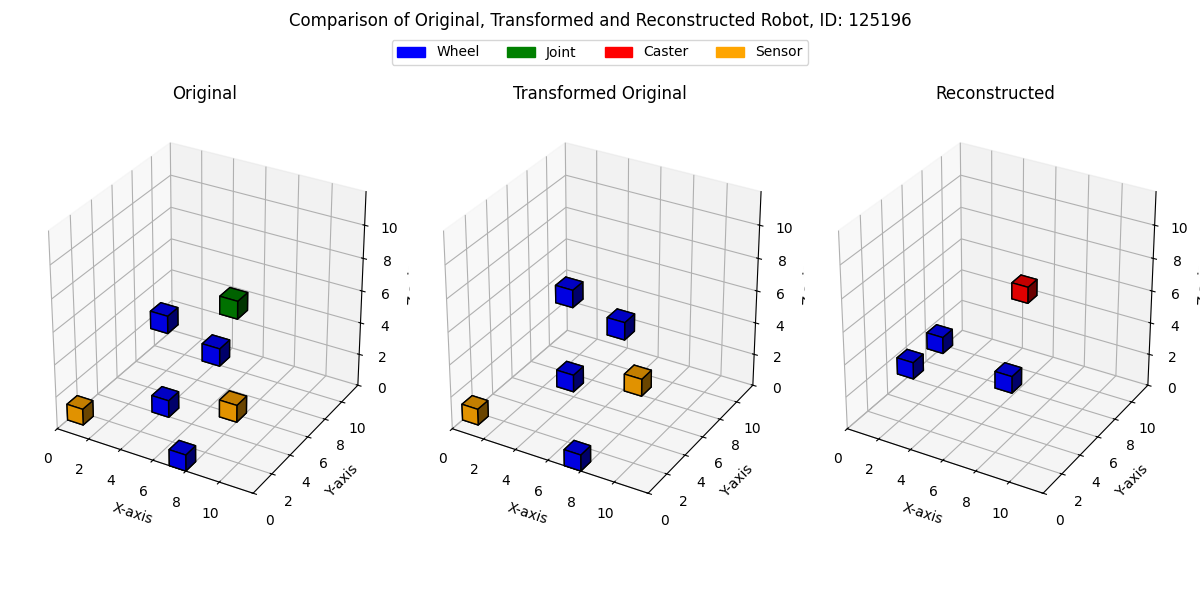 Comparison of Original, Transformed and Reconstructed Robot, ID: 125196
Wheel Joint Caster Sensor
Original
Transformed Original
Reconstructed
0 2 4 6 8 10
X-axis
0 2 4 6 8 10
Y-axis
0 2 4 6 8 10
0 2 4 6 8 10
X-axis
0 2 4 6 8 10
Y-axis
0 2 4 6 8 10
0 2 4 6 8 10
X-axis
0 2 4 6 8 10
Y-axis
0 2 4 6 8 10